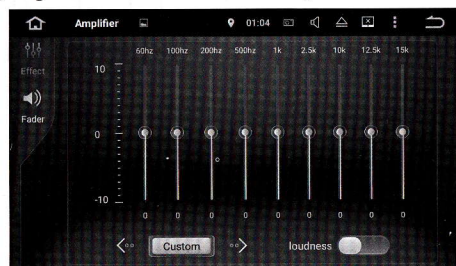 Amplifier 01:04
60hz 100hz 200hz 500hz 1k 2.5k 10k 12.5k 15k
Effect
10
Fader
0
-10
0 0 0 0 0 0 0 0 0
Custom loudness